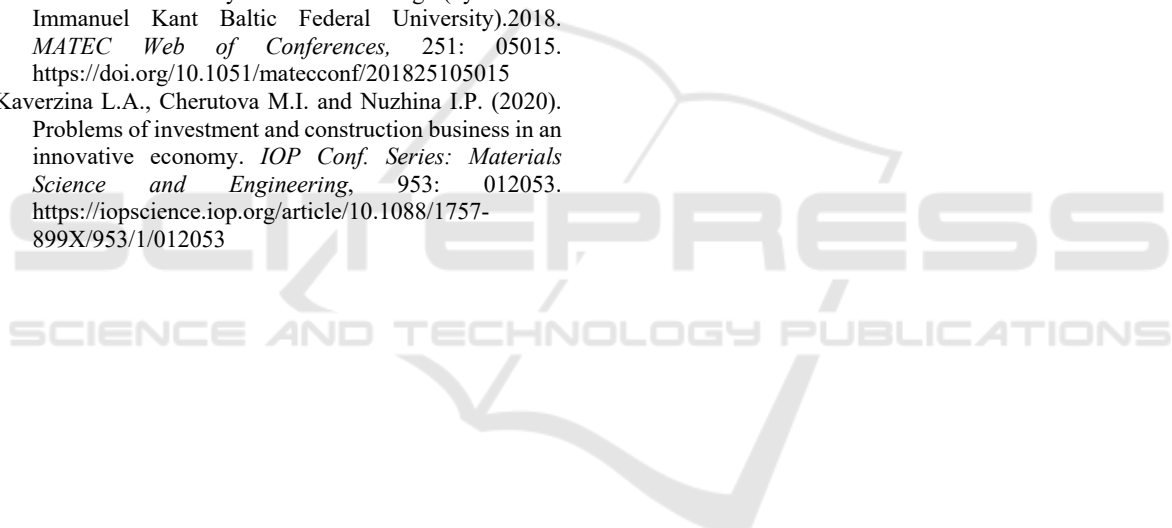 Immanuel Kant Baltic Federal University).2018.
MATEC Web of Conferences, 251: 05015.
https://doi.org/10.1051/matecconf/201825105015
Kaverzina L.A., Cherutova M.I. and Nuzhina I.P. (2020).
Problems of investment and construction business in an
innovative economy. IOP Conf. Series: Materials
Science and Engineering, 953: 012053.
https://iopscience.iop.org/article/10.1088/1757-
899X/953/1/012053
SCITEPRESS
SCIENCE AND TECHNOLOGY PUBLICATIONS